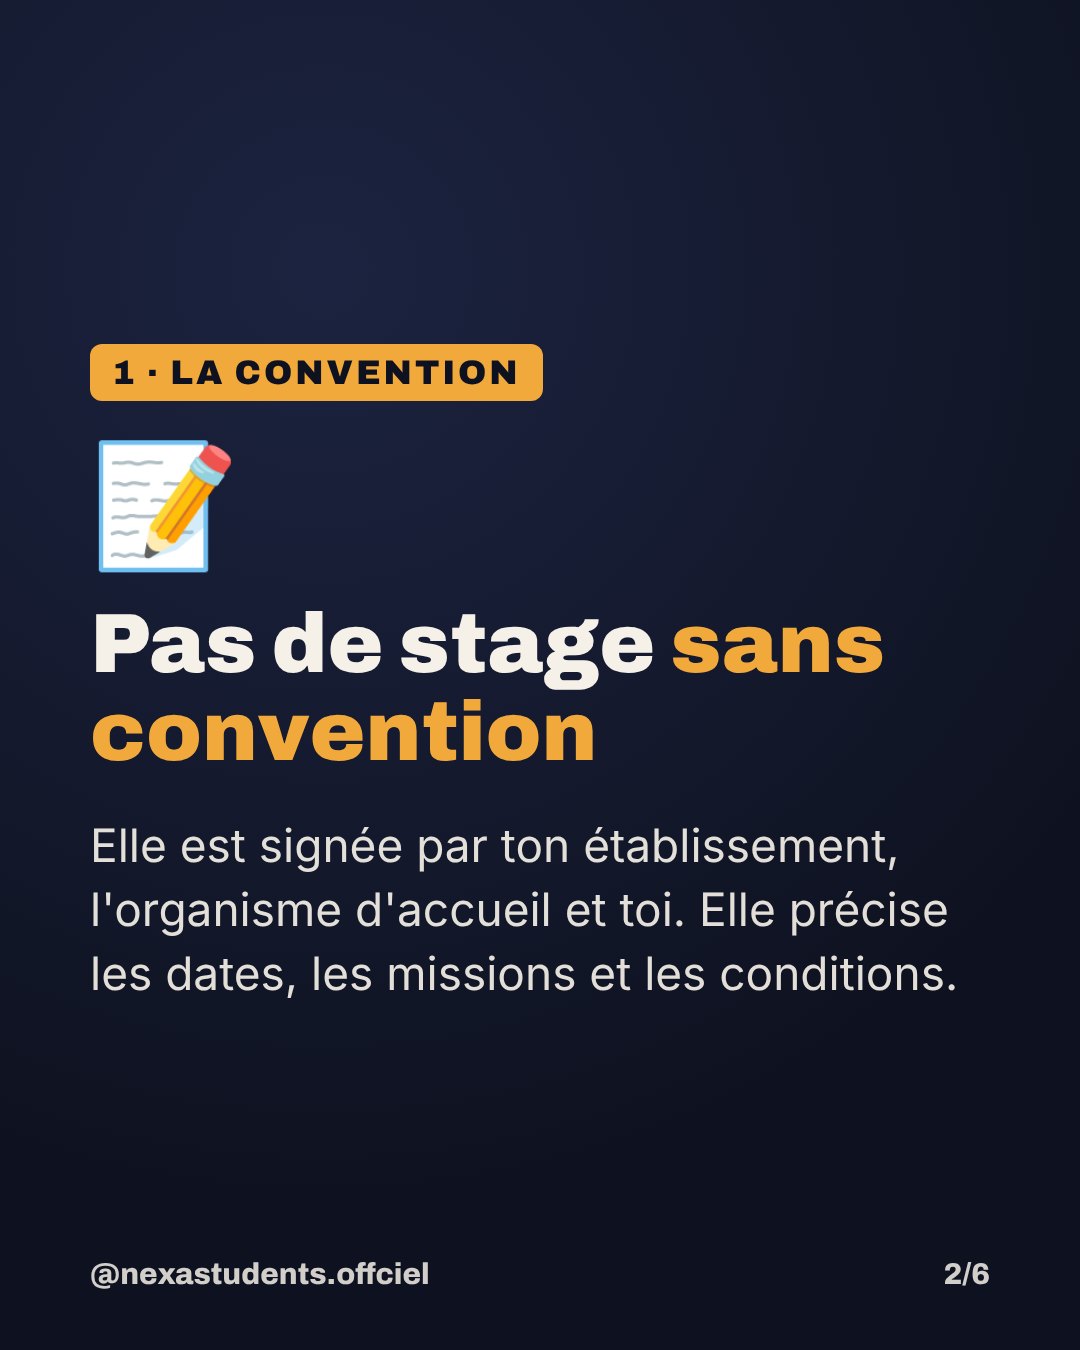 1 · LA CONVENTION
Pas de stage sans
convention
Elle est signée par ton établissement,
l'organisme d'accueil et toi. Elle précise
les dates, les missions et les conditions.
@nexastudents.offciel
2/6